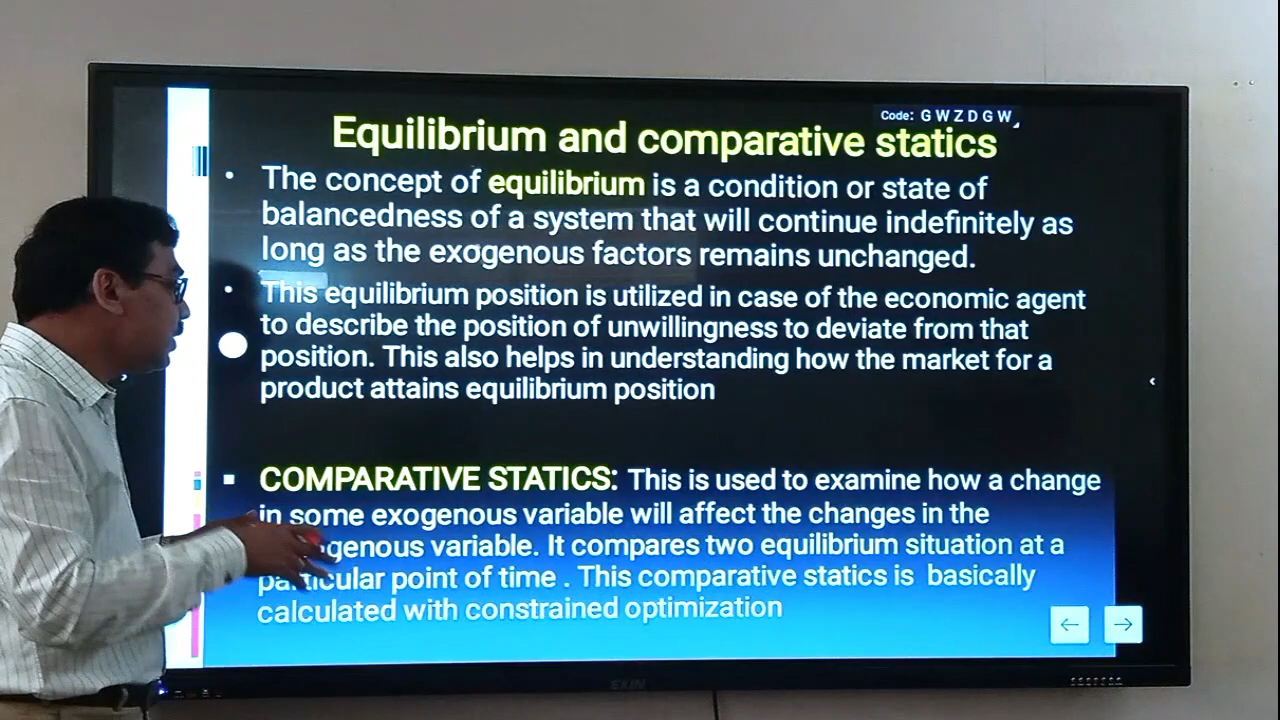 Code: GWZDGW
Equilibrium and comparative statics
• The concept of equilibrium is a condition or state of
balancedness of a system that will continue indefinitely as
long as the exogenous factors remains unchanged.
• This equilibrium position is utilized in case of the economic agent
to describe the position of unwillingness to deviate from that
position. This also helps in understanding how the market for a
product attains equilibrium position
▪ COMPARATIVE STATICS: This is used to examine how a change
in some exogenous variable will affect the changes in the
genous variable. It compares two equilibrium situation at a
particular point of time . This comparative statics is basically
calculated with constrained optimization